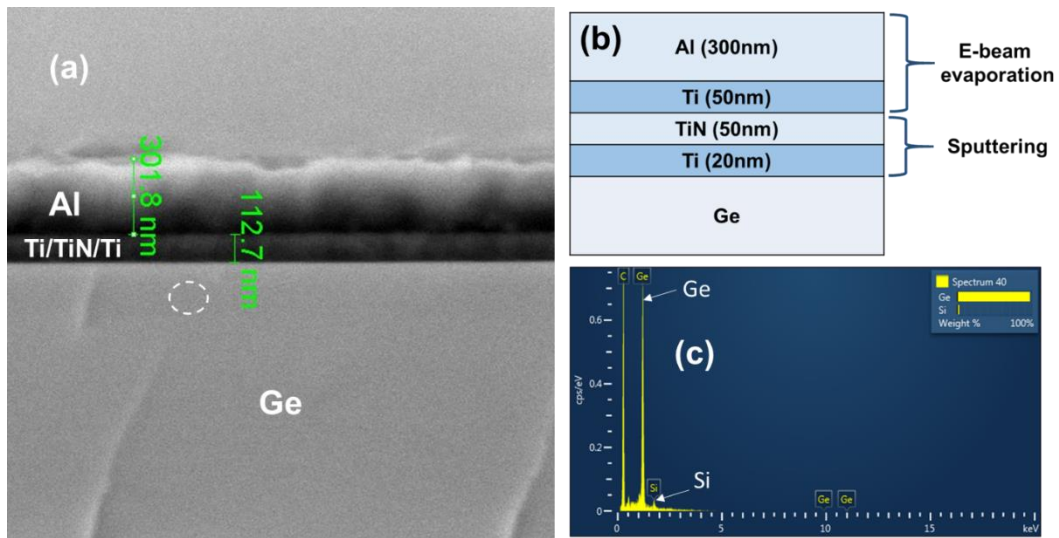 (a)
301.8 nm
112.7 nm
Al
Ti/TiN/Ti
Ge
(b)
Al (300nm)
Ti (50nm)
TiN (50nm)
Ti (20nm)
Ge
E-beam
evaporation
Sputtering
(c)
C
Ge
Ge
Si
Si
Ge
Ge
cps/eV
0.6
0.4
0.2
0
0
5
10
15
keV
Spectrum 40
Ge
Si
Weight %
100%